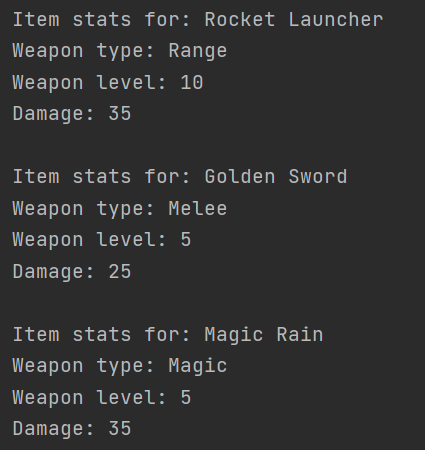 Item stats for: Rocket Launcher
Weapon type: Range
Weapon level: 10
Damage: 35
Item stats for: Golden Sword
Weapon type: Melee
Weapon level: 5
Damage: 25
Item stats for: Magic Rain
Weapon type: Magic
Weapon level: 5
Damage: 35